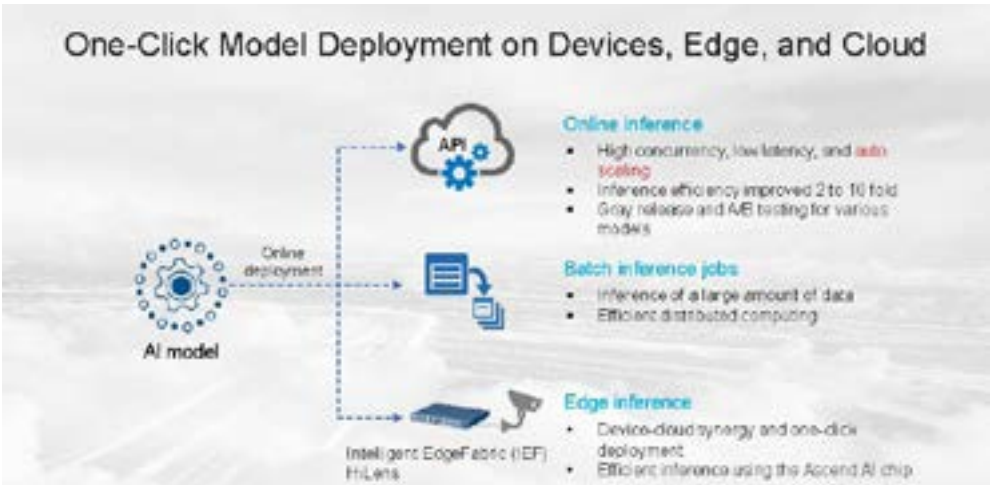 One-Click Model Deployment on Devices, Edge, and Cloud
API
Online inference
▪ High concurrency, low latency, and auto
scaling
▪ Inference efficiency improved 2 to 10 fold
▪ Gray release and A/B testing for various
models
Online
deployment
AI model
Batch inference jobs
▪ Inference of a large amount of data
▪ Efficient distributed computing
Intelligent EdgeFabric (IEF)
HiLens
Edge inference
• Device-cloud synergy and one-click
deployment
▪ Efficient inference using the Ascend AI chip